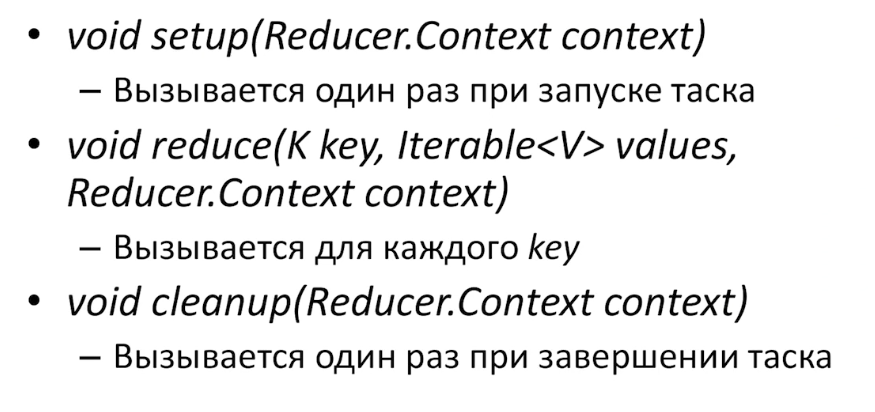 • void setup(Reducer.Context context)
– Вызывается один раз при запуске таска
• void reduce(K key, Iterable<V> values,
Reducer.Context context)
– Вызывается для каждого key
• void cleanup(Reducer.Context context)
– Вызывается один раз при завершении таска